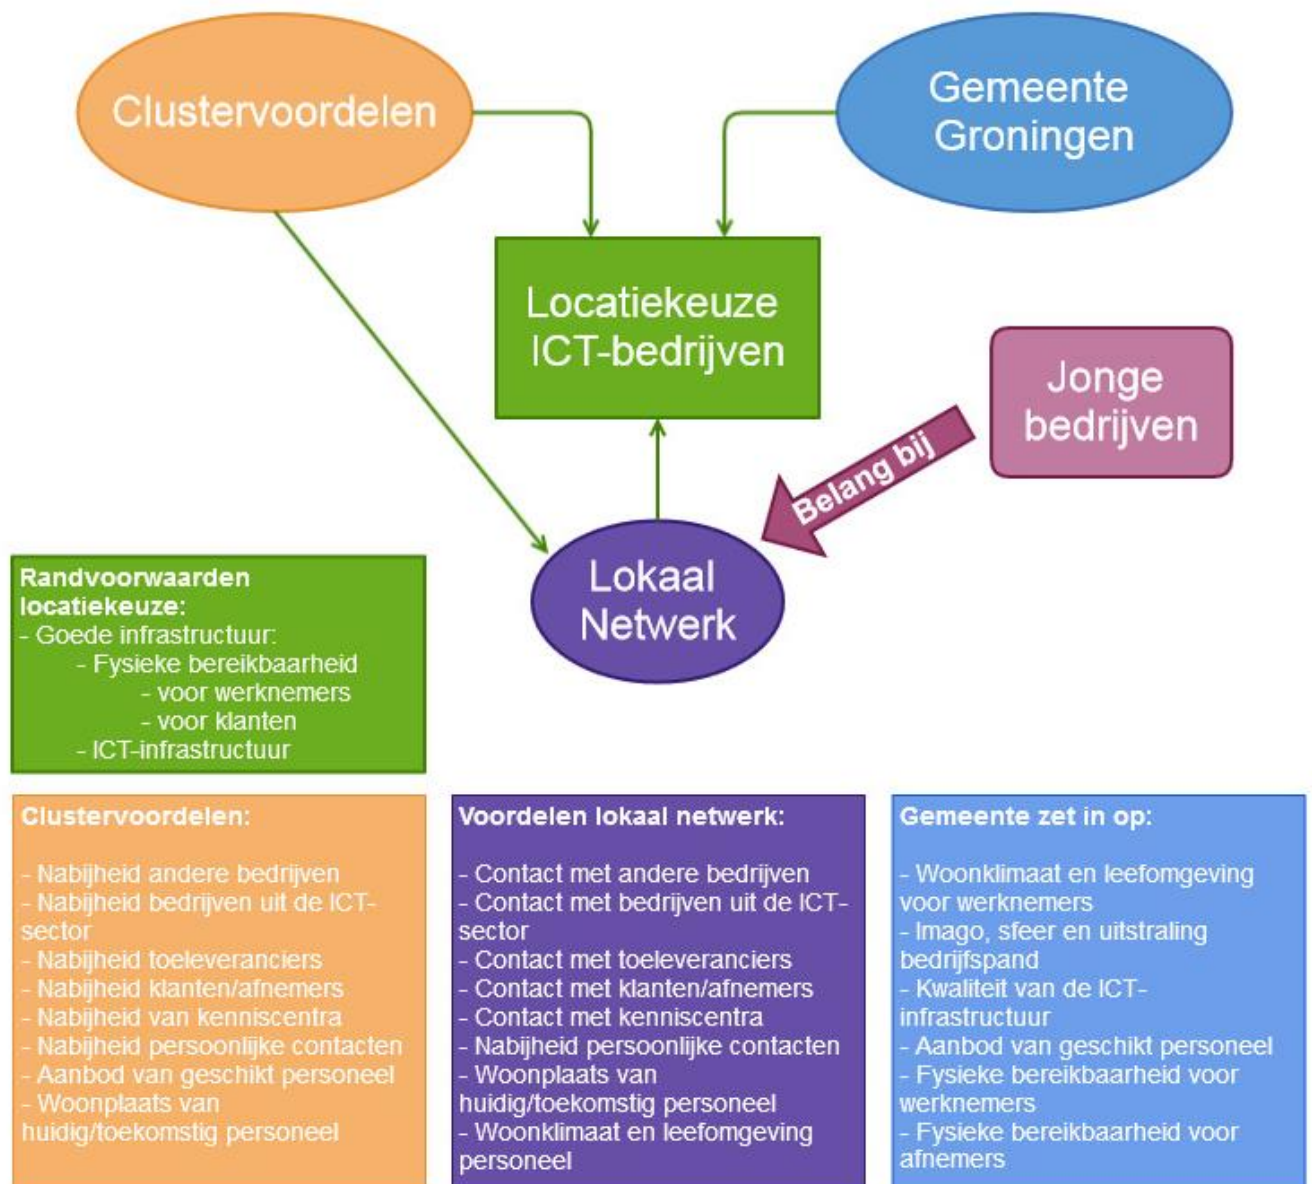 Clustervoordelen
Gemeente
Groningen
Locatiekeuze
ICT-bedrijven
Jonge
bedrijven
Belang bij
Lokaal
Netwerk
Randvoorwaarden
locatiekeuze:
- Goede infrastructuur:
- Fysieke bereikbaarheid
- voor werknemers
- voor klanten
- ICT-infrastructuur
Clustervoordelen:
- Nabijheid andere bedrijven
- Nabijheid bedrijven uit de ICT-
sector
- Nabijheid toeleveranciers
- Nabijheid klanten/afnemers
- Nabijheid van kenniscentra
- Nabijheid persoonlijke contacten
- Aanbod van geschikt personeel
- Woonplaats van
huidig/toekomstig personeel
Voordelen lokaal netwerk:
- Contact met andere bedrijven
- Contact met bedrijven uit de ICT-
sector
- Contact met toeleveranciers
- Contact met klanten/afnemers
- Contact met kenniscentra
- Nabijheid persoonlijke contacten
- Woonplaats van
huidig/toekomstig personeel
- Woonklimaat en leefomgeving
personeel
Gemeente zet in op:
- Woonklimaat en leefomgeving
voor werknemers
- Imago, sfeer en uitstraling
bedrijfspand
- Kwaliteit van de ICT-
infrastructuur
- Aanbod van geschikt personeel
- Fysieke bereikbaarheid voor
werknemers
- Fysieke bereikbaarheid voor
afnemers